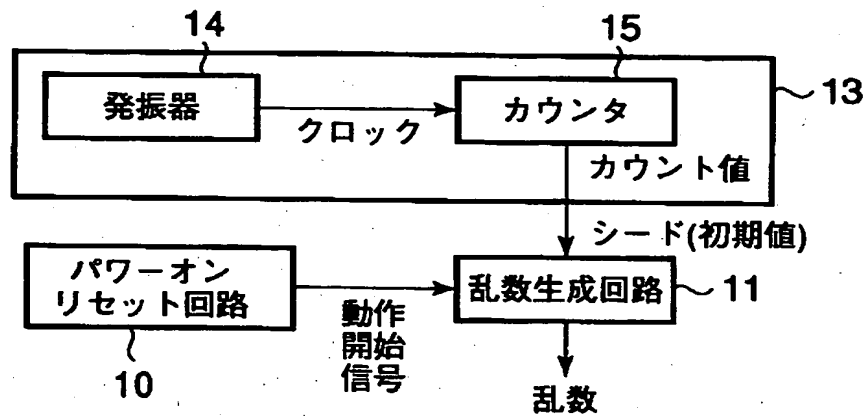 14
15
発振器
クロック
カウンタ
13
カウント値
シード(初期値)
パワーオン
リセット回路
動作
開始
信号
乱数生成回路
11
10
乱数